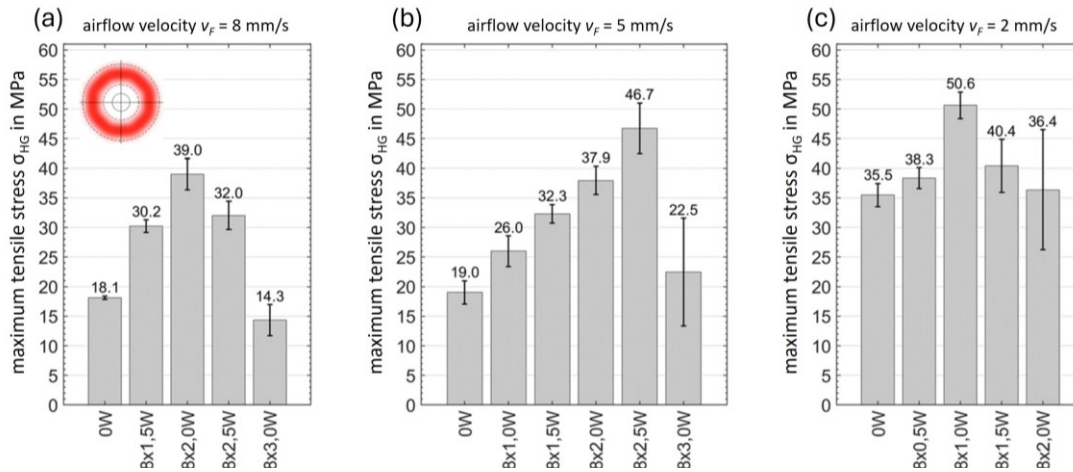 (a)
airflow velocity vF = 8 mm/s
maximum tensile stress σHG in MPa
60
55
50
45
40
35
30
25
20
15
10
5
0
18.1
30.2
39.0
32.0
14.3
0W
8x1,5W
8x2,0W
8x2,5W
8x3,0W
(b)
airflow velocity vF = 5 mm/s
maximum tensile stress σHG in MPa
60
55
50
45
40
35
30
25
20
15
10
5
0
19.0
26.0
32.3
37.9
46.7
22.5
0W
8x1,0W
8x1,5W
8x2,0W
8x2,5W
8x3,0W
(c)
airflow velocity vF = 2 mm/s
maximum tensile stress σHG in MPa
60
55
50
45
40
35
30
25
20
15
10
5
0
35.5
38.3
50.6
40.4
36.4
0W
8x0,5W
8x1,0W
8x1,5W
8x2,0W